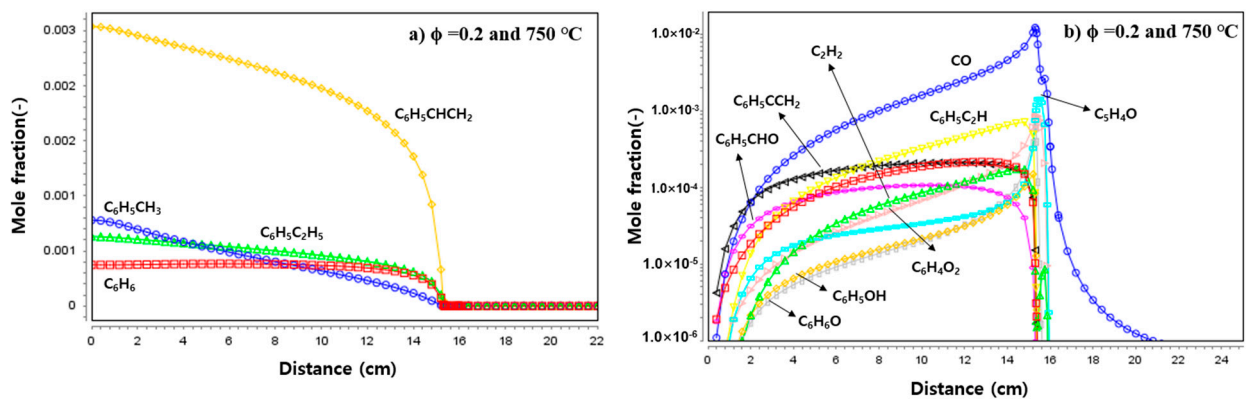 a) ϕ =0.2 and 750 °C
0.003
0.002
0.002
0.001
0.001
0
Mole fraction(-)
C₆H₅CHCH₂
C₆H₅CH₃
C₆H₅C₂H₅
C₆H₆
0 2 4 6 8 10 12 14 16 18 20 22
Distance (cm)
b) ϕ =0.2 and 750 °C
1.0×10⁻²
1.0×10⁻³
1.0×10⁻⁴
1.0×10⁻⁵
1.0×10⁻⁶
Mole fraction(-)
C₂H₂
CO
C₆H₅CCH₂
C₆H₅C₂H
C₅H₄O
C₆H₅CHO
C₆H₄O₂
C₆H₅OH
C₆H₆O
0 2 4 6 8 10 12 14 16 18 20 22 24
Distance (cm)